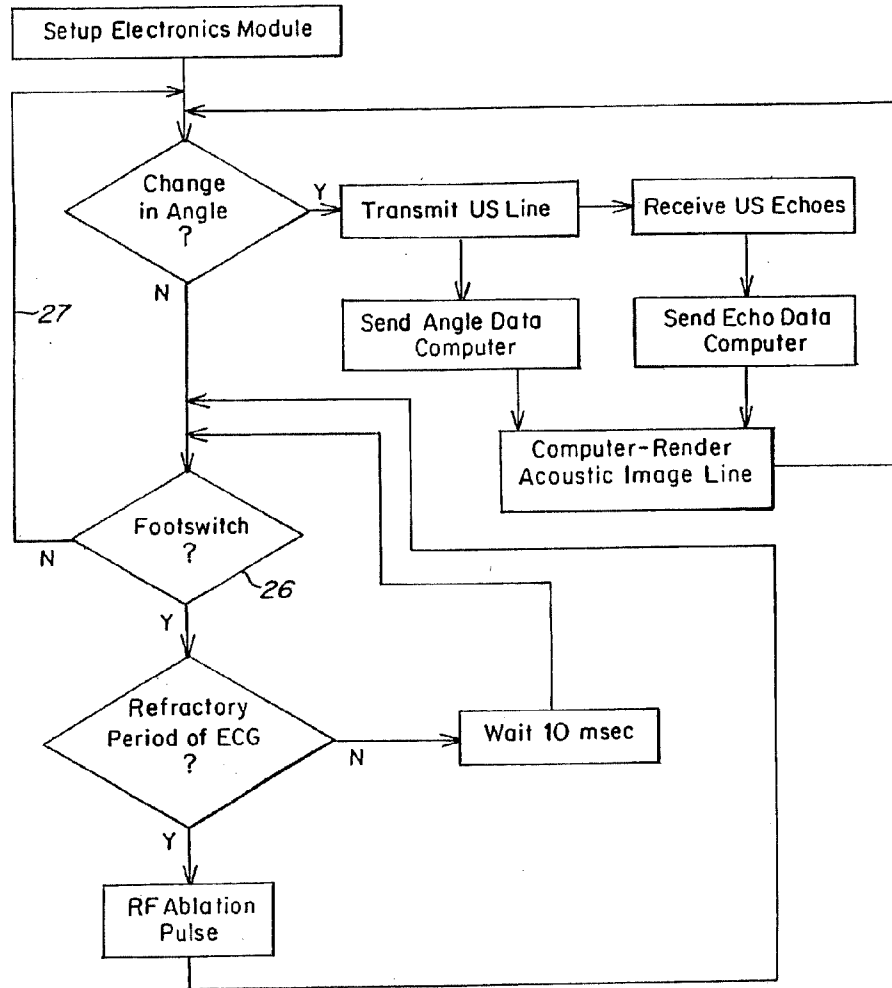 Setup Electronics Module
Change
in Angle
?
Y
Transmit US Line
Receive US Echoes
N
27
Send Angle Data
Computer
Send Echo Data
Computer
Computer-Render
Acoustic Image Line
Footswitch
?
N
26
Y
Refractory
Period of ECG
?
N
Wait 10 msec
Y
RF Ablation
Pulse